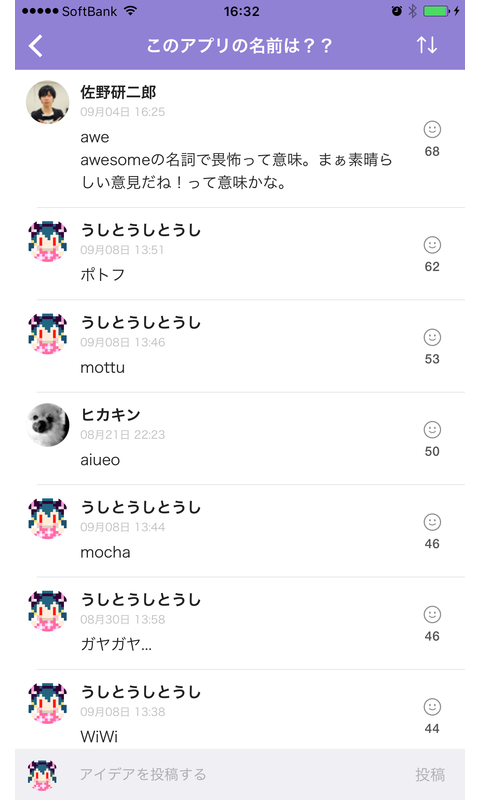 SoftBank 16:32
このアプリの名前は？？
佐野研二郎
09月04日 16:25
awe
awesomeの名詞で畏怖って意味。まぁ素晴ら
しい意見だね！って意味かな。
68
うしとうしとうし
09月08日 13:51
ポトフ
62
うしとうしとうし
09月08日 13:46
mottu
53
ヒカキン
08月21日 22:23
aiueo
50
うしとうしとうし
09月08日 13:44
mocha
46
うしとうしとうし
08月30日 13:58
ガヤガヤ...
46
うしとうしとうし
09月08日 13:38
WiWi
44
アイデアを投稿する 投稿